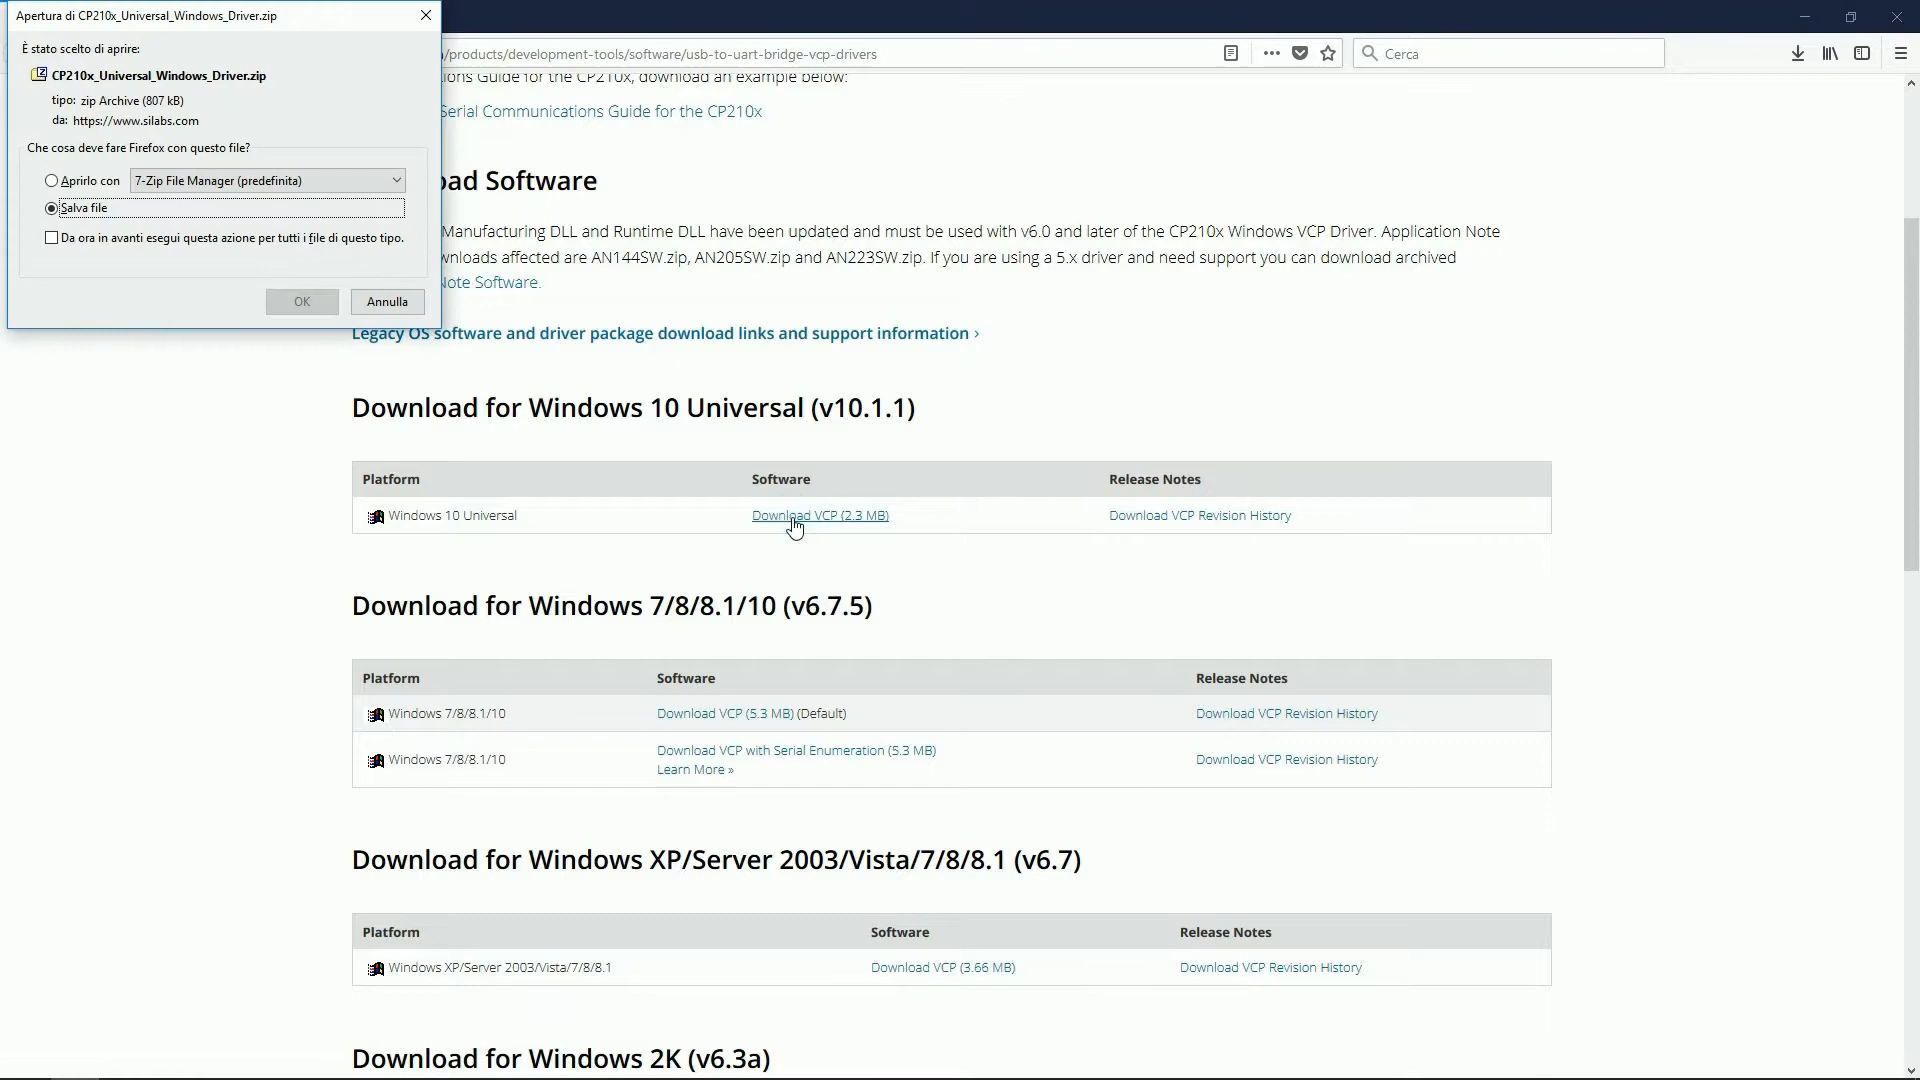 Apertura di CP210x_Universal_Windows_Driver.zip
È stato scelto di aprire:
CP210x_Universal_Windows_Driver.zip
tipo: zip Archive (807 kB)
da: https://www.silabs.com
Che cosa deve fare Firefox con questo file?
Aprirlo con 7-Zip File Manager (predefinita)
Salva file
Da ora in avanti esegui questa azione per tutti i file di questo tipo.
OK Annulla
/products/development-tools/software/usb-to-uart-bridge-vcp-drivers
Cerca
ions Guide for the CP210x, download an example below:
Serial Communications Guide for the CP210x
ad Software
Manufacturing DLL and Runtime DLL have been updated and must be used with v6.0 and later of the CP210x Windows VCP Driver. Application Note
wnloads affected are AN144SW.zip, AN205SW.zip and AN223SW.zip. If you are using a 5.x driver and need support you can download archived
Note Software.
Legacy OS software and driver package download links and support information ›
Download for Windows 10 Universal (v10.1.1)
Platform Software Release Notes
Windows 10 Universal Download VCP (2.3 MB) Download VCP Revision History
Download for Windows 7/8/8.1/10 (v6.7.5)
Platform Software Release Notes
Windows 7/8/8.1/10 Download VCP (5.3 MB) (Default) Download VCP Revision History
Windows 7/8/8.1/10 Download VCP with Serial Enumeration (5.3 MB) Download VCP Revision History
Learn More »
Download for Windows XP/Server 2003/Vista/7/8/8.1 (v6.7)
Platform Software Release Notes
Windows XP/Server 2003/Vista/7/8/8.1 Download VCP (3.66 MB) Download VCP Revision History
Download for Windows 2K (v6.3a)